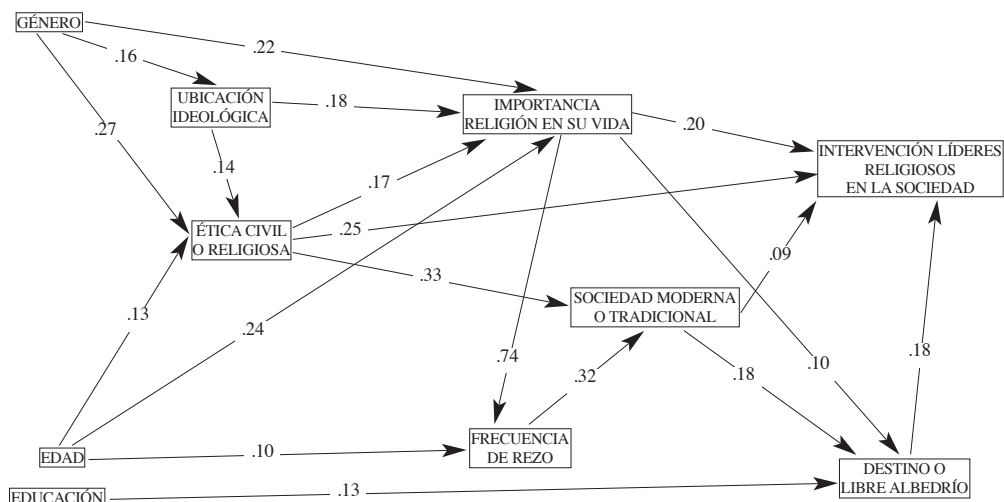 GÉNERO
.22
.16
UBICACIÓN
IDEOLÓGICA
.18
IMPORTANCIA
RELIGIÓN EN SU VIDA
.20
.27
INTERVENCIÓN LÍDERES
RELIGIOSOS
EN LA SOCIEDAD
.14
.17
ÉTICA CIVIL
O RELIGIOSA
.25
.33
.09
SOCIEDAD MODERNA
O TRADICIONAL
.13
.24
.74
.32
.18
.10
.18
EDAD
.10
FRECUENCIA
DE REZO
DESTINO O
LIBRE ALBEDRÍO
EDUCACIÓN
.13